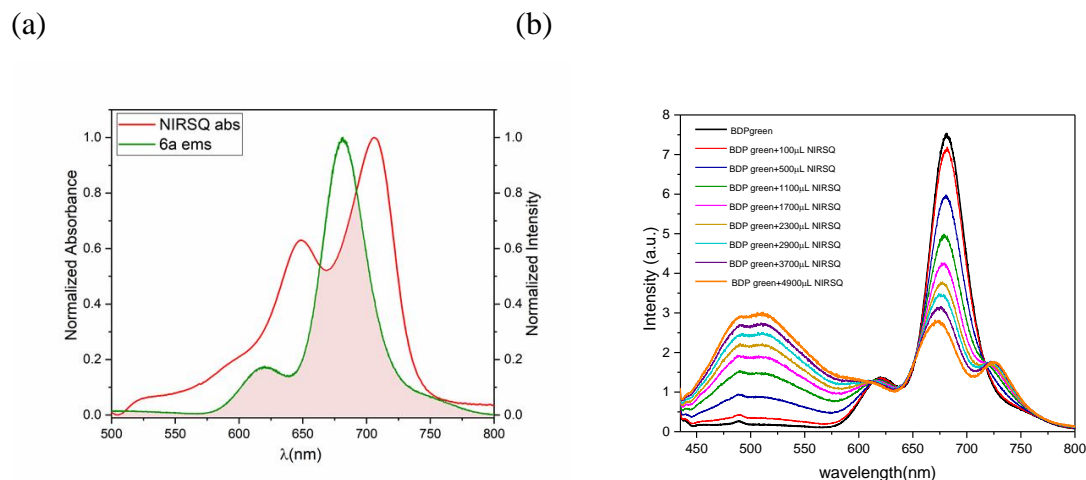 (a)
(b)
NIRSQ abs
6a ems
Normalized Absorbance
1.0
0.8
0.6
0.4
0.2
0.0
500
550
600
650
700
750
800
λ(nm)
1.0
0.8
0.6
0.4
0.2
0.0
Normalized Intensity
Intensity (a.u.)
8
7
6
5
4
3
2
1
0
BDPgreen
BDP green+100μL NIRSQ
BDP green+500μL NIRSQ
BDP green+1100μL NIRSQ
BDP green+1700μL NIRSQ
BDP green+2300μL NIRSQ
BDP green+2900μL NIRSQ
BDP green+3700μL NIRSQ
BDP green+4900μL NIRSQ
450
500
550
600
650
700
750
800
wavelength(nm)